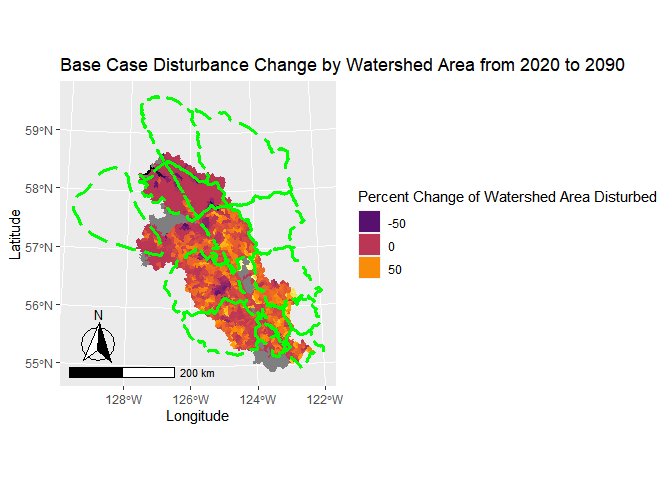 Base Case Disturbance Change by Watershed Area from 2020 to 2090
59°N
58°N
57°N
56°N
55°N
Latitude
N
200 km
128°W
126°W
124°W
122°W
Longitude
Percent Change of Watershed Area Disturbed
-50
0
50